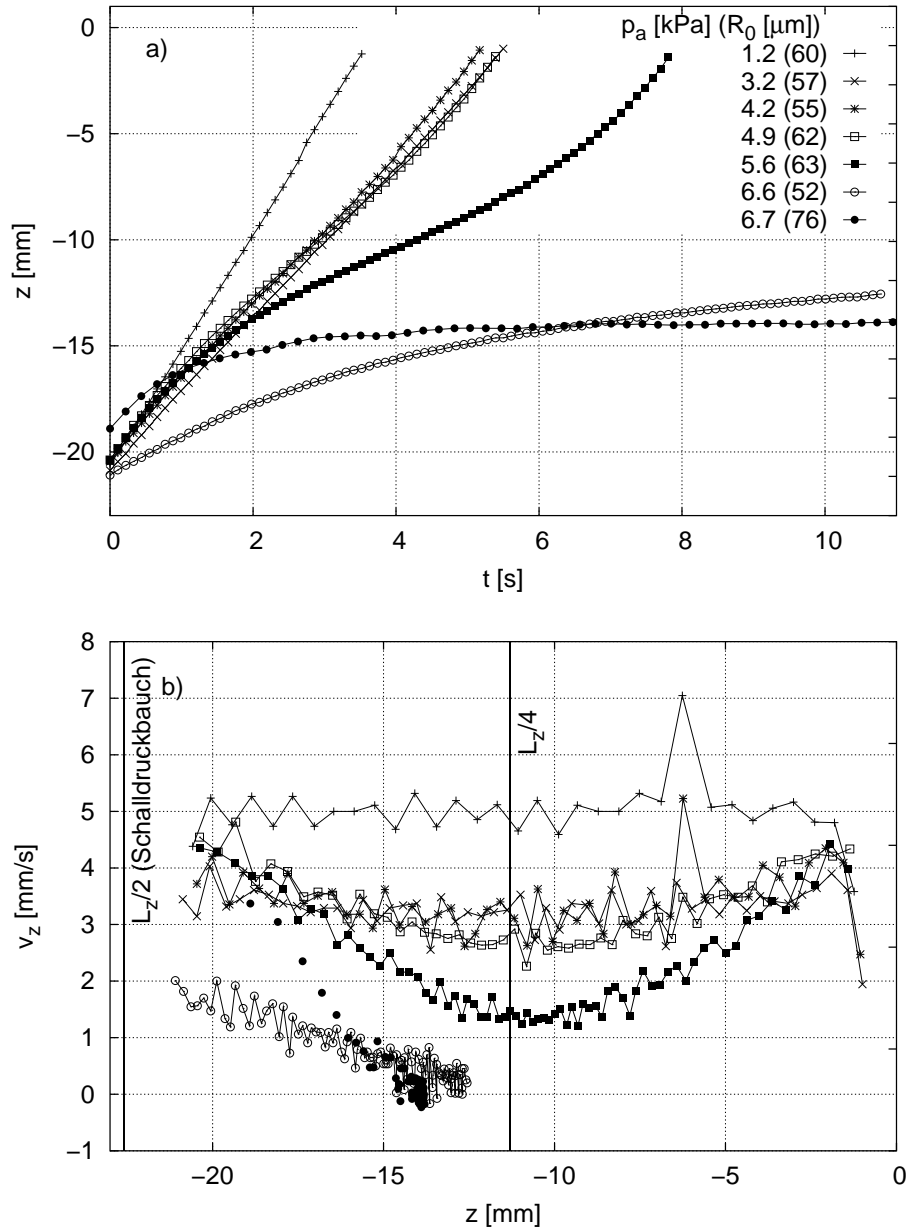 a)
p_a [kPa] (R_0 [μm])
1.2 (60)
3.2 (57)
4.2 (55)
4.9 (62)
5.6 (63)
6.6 (52)
6.7 (76)
0
−5
−10
−15
−20
z [mm]
0 2 4 6 8 10
t [s]
b)
L_z/2 (Schalldruckbauch)
L_z/4
8
7
6
5
4
3
2
1
0
−1
v_z [mm/s]
−20 −15 −10 −5 0
z [mm]